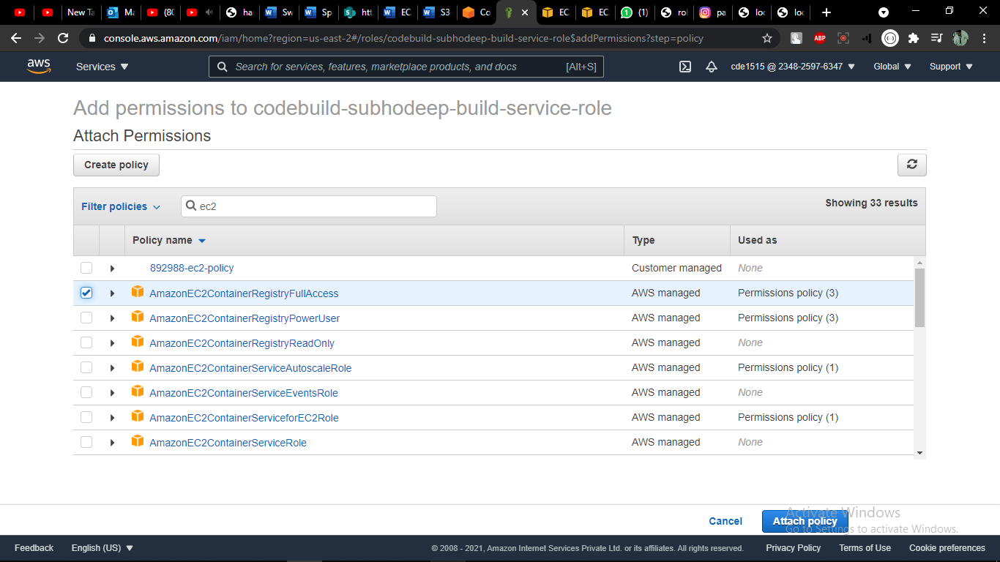 New Ta
Ma
(80
ha
Sw
Sp
htt
EC
S3
Co
EC
EC
(1)
ro
pa
loc
loc
console.aws.amazon.com/iam/home?region=us-east-2#/roles/codebuild-subhodeep-build-service-role$addPermissions?step=policy
ABP
aws
Services
Search for services, features, marketplace products, and docs
[Alt+S]
cde1515 @ 2348-2597-6347
Global
Support
Add permissions to codebuild-subhodeep-build-service-role
Attach Permissions
Create policy
Filter policies
ec2
Showing 33 results
Policy name Type Used as
892988-ec2-policy Customer managed None
AmazonEC2ContainerRegistryFullAccess AWS managed Permissions policy (3)
AmazonEC2ContainerRegistryPowerUser AWS managed Permissions policy (3)
AmazonEC2ContainerRegistryReadOnly AWS managed None
AmazonEC2ContainerServiceAutoscaleRole AWS managed Permissions policy (1)
AmazonEC2ContainerServiceEventsRole AWS managed None
AmazonEC2ContainerServiceforEC2Role AWS managed Permissions policy (1)
AmazonEC2ContainerServiceRole AWS managed None
Cancel
Attach policy
Activate Windows
Go to Settings to activate Windows.
Feedback
English (US)
© 2008 - 2021, Amazon Internet Services Private Ltd. or its affiliates. All rights reserved.
Privacy Policy
Terms of Use
Cookie preferences